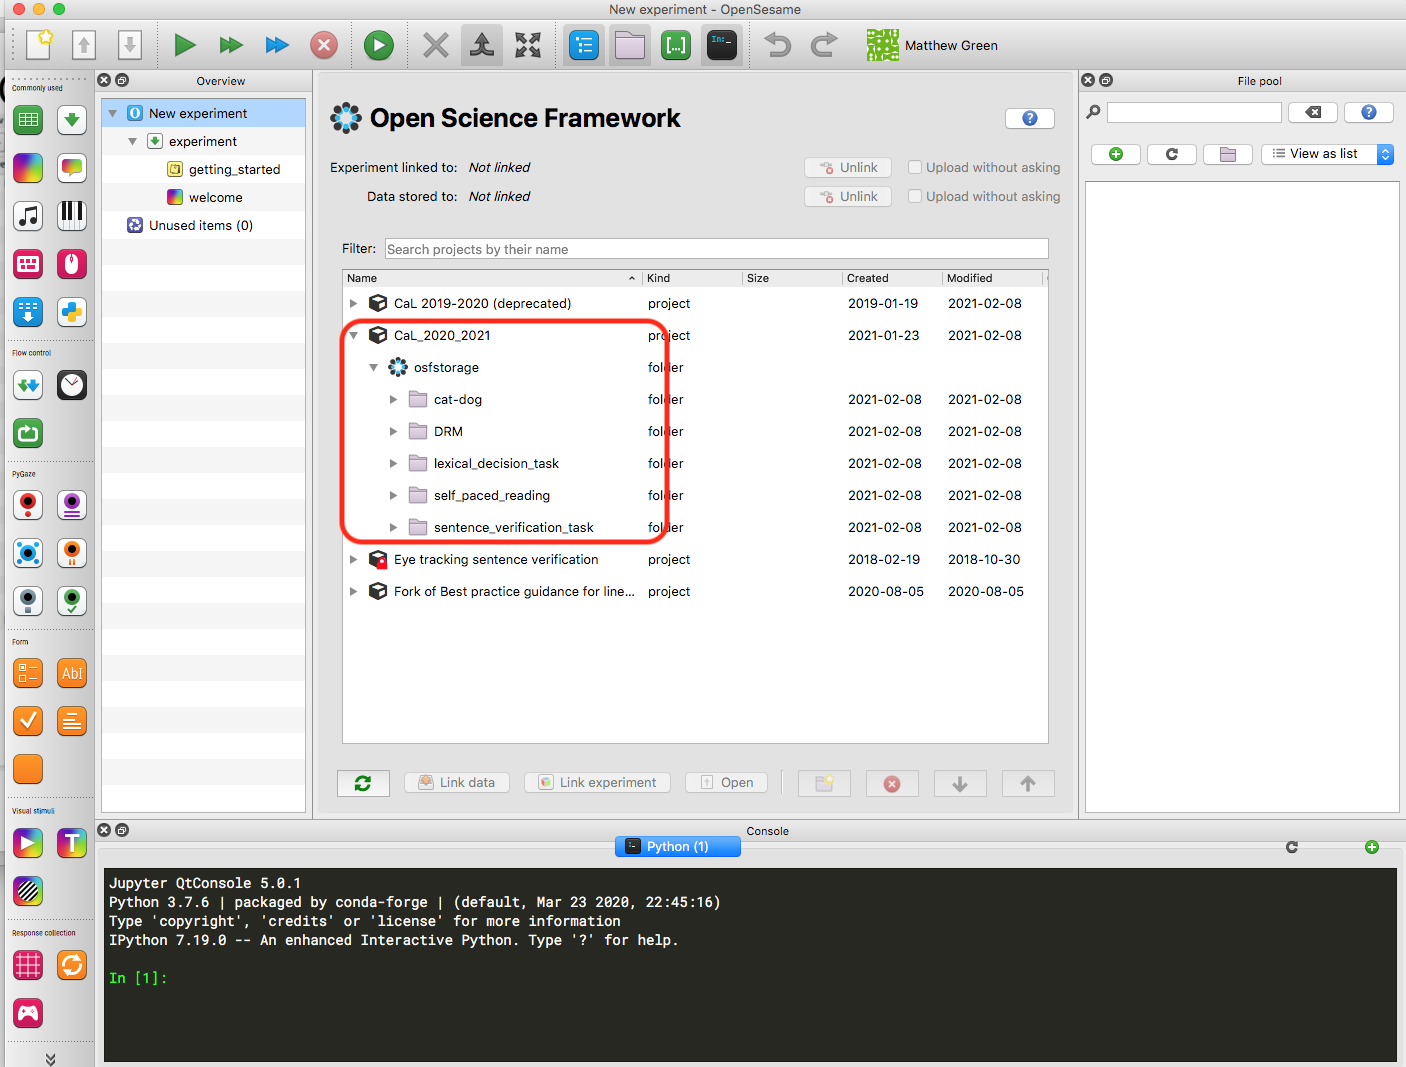 New experiment - OpenSesame
In:_
Matthew Green
Commonly used
Overview
File pool
New experiment
experiment
getting_started
welcome
Unused items (0)
Open Science Framework
Experiment linked to: Not linked Unlink Upload without asking
Data stored to: Not linked Unlink Upload without asking
Filter: Search projects by their name
Name Kind Size Created Modified
CaL 2019-2020 (deprecated) project 2019-01-19 2021-02-08
CaL_2020_2021 project 2021-01-23 2021-02-08
osfstorage folder
cat-dog folder 2021-02-08 2021-02-08
DRM folder 2021-02-08 2021-02-08
lexical_decision_task folder 2021-02-08 2021-02-08
self_paced_reading folder 2021-02-08 2021-02-08
sentence_verification_task folder 2021-02-08 2021-02-08
Eye tracking sentence verification project 2018-02-19 2018-10-30
Fork of Best practice guidance for line... project 2020-08-05 2020-08-05
Link data Link experiment Open
View as list
Flow control
PyGaze
Form
AbI
Visual stimuli
T
Response collection
Console
Python (1)
Jupyter QtConsole 5.0.1
Python 3.7.6 | packaged by conda-forge | (default, Mar 23 2020, 22:45:16)
Type 'copyright', 'credits' or 'license' for more information
IPython 7.19.0 -- An enhanced Interactive Python. Type '?' for help.
In [1]: